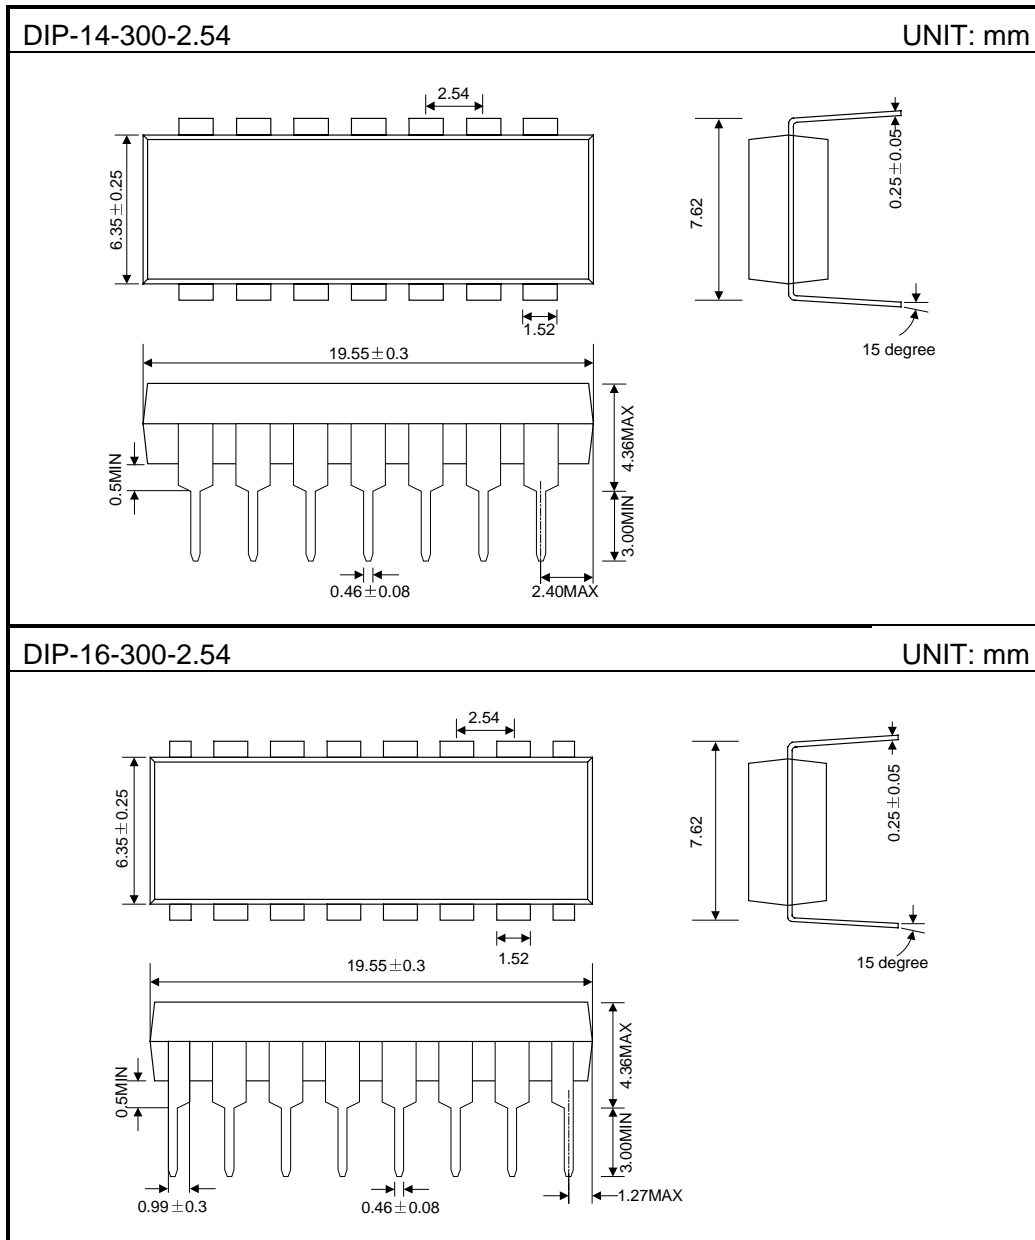 DIP-14-300-2.54 UNIT: mm
2.54
6.35±0.25
7.62
0.25±0.05
15 degree
1.52
19.55±0.3
4.36MAX
0.5MIN
3.00MIN
0.46±0.08
2.40MAX
DIP-16-300-2.54 UNIT: mm
2.54
6.35±0.25
7.62
0.25±0.05
15 degree
1.52
19.55±0.3
4.36MAX
0.5MIN
3.00MIN
0.99±0.3
0.46±0.08
1.27MAX